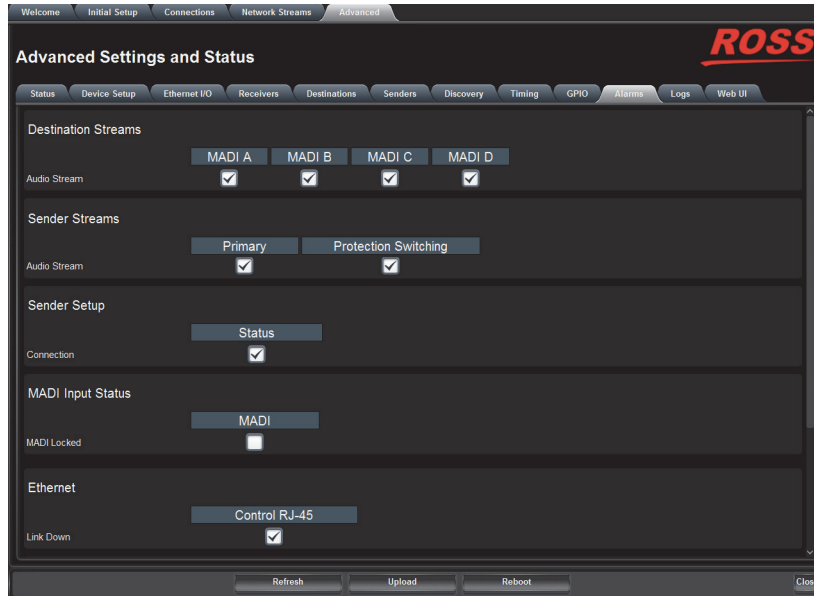 Welcome Initial Setup Connections Network Streams Advanced
Advanced Settings and Status
ROSS
Status Device Setup Ethernet I/O Receivers Destinations Senders Discovery Timing GPIO Alarms Logs Web UI
Destination Streams
MADI A MADI B MADI C MADI D
Audio Stream
Sender Streams
Primary Protection Switching
Audio Stream
Sender Setup
Status
Connection
MADI Input Status
MADI
MADI Locked
Ethernet
Control RJ-45
Link Down
Refresh Upload Reboot Clos